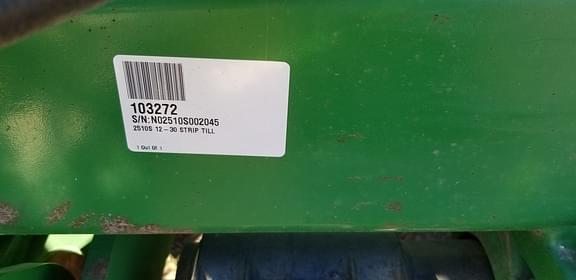 103272
S/N:N02510S002045
2510S 12-30 STRIP TILL
1 Out Of 1